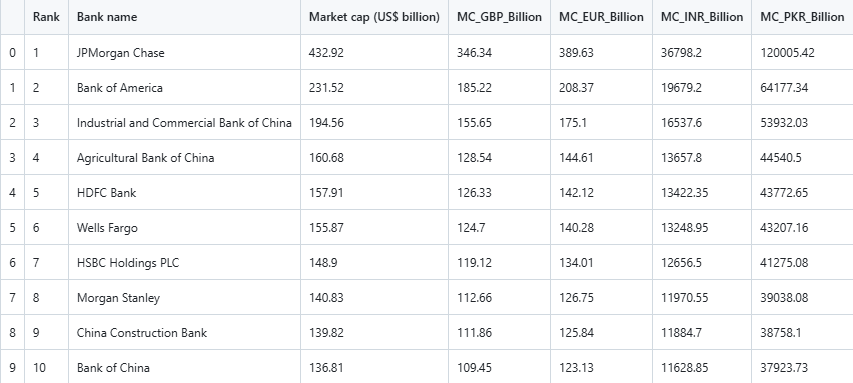 Rank Bank name Market cap (US$ billion) MC_GBP_Billion MC_EUR_Billion MC_INR_Billion MC_PKR_Billion
0 1 JPMorgan Chase 432.92 346.34 389.63 36798.2 120005.42
1 2 Bank of America 231.52 185.22 208.37 19679.2 64177.34
2 3 Industrial and Commercial Bank of China 194.56 155.65 175.1 16537.6 53932.03
3 4 Agricultural Bank of China 160.68 128.54 144.61 13657.8 44540.5
4 5 HDFC Bank 157.91 126.33 142.12 13422.35 43772.65
5 6 Wells Fargo 155.87 124.7 140.28 13248.95 43207.16
6 7 HSBC Holdings PLC 148.9 119.12 134.01 12656.5 41275.08
7 8 Morgan Stanley 140.83 112.66 126.75 11970.55 39038.08
8 9 China Construction Bank 139.82 111.86 125.84 11884.7 38758.1
9 10 Bank of China 136.81 109.45 123.13 11628.85 37923.73